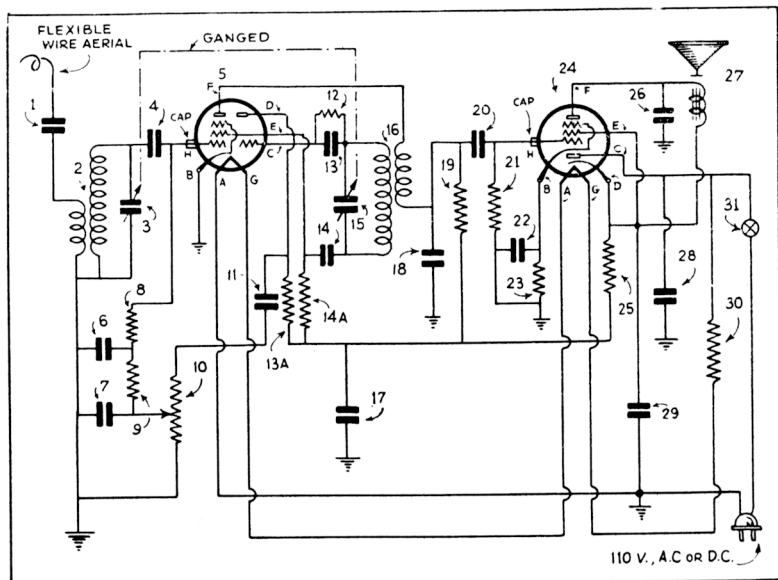 FLEXIBLE
WIRE AERIAL
GANGED
1
2
3
4
CAP
H
5
F
D
E
C
B
A
G
6
7
8
9
10
11
12
13
14
13A
14A
15
16
17
18
19
20
21
22
23
24
CAP
H
F
E
C
B
A
G
D
25
26
27
28
29
30
31
110 V., A.C OR D.C.